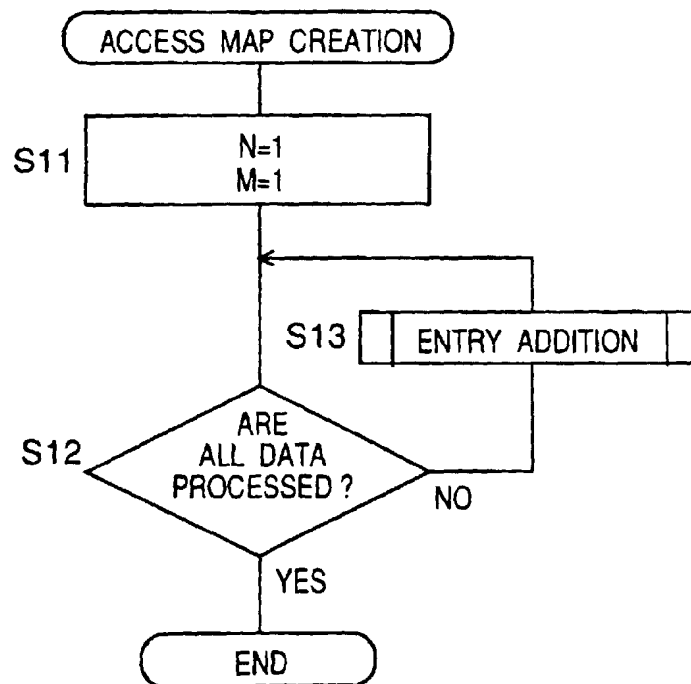 ACCESS MAP CREATION
S11
N=1
M=1
S13
ENTRY ADDITION
S12
ARE
ALL DATA
PROCESSED?
NO
YES
END